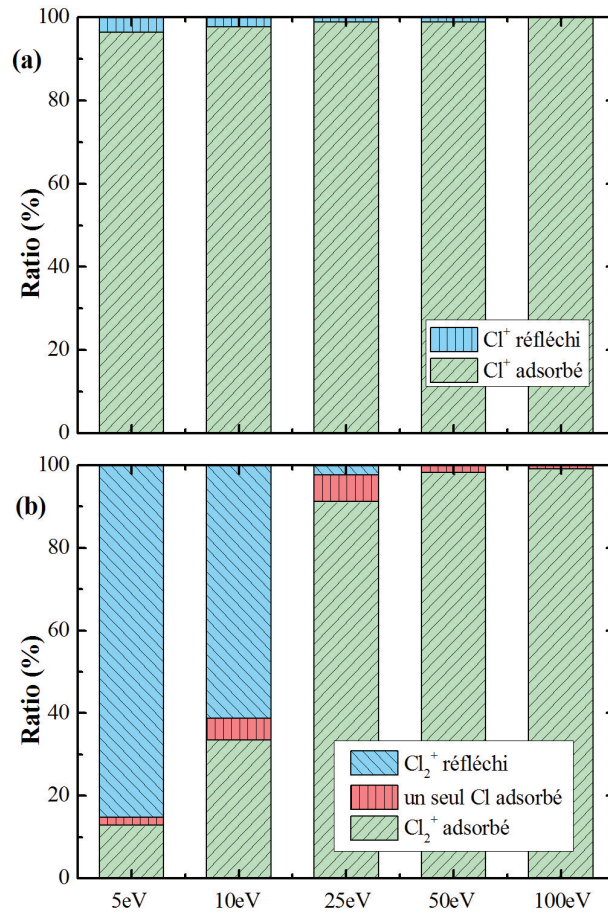 (a)
100
80
60
40
20
0
Ratio (%)
Cl⁺ réfléchi
Cl⁺ adsorbé
(b)
100
80
60
40
20
0
Ratio (%)
Cl₂⁺ réfléchi
un seul Cl adsorbé
Cl₂⁺ adsorbé
5eV 10eV 25eV 50eV 100eV